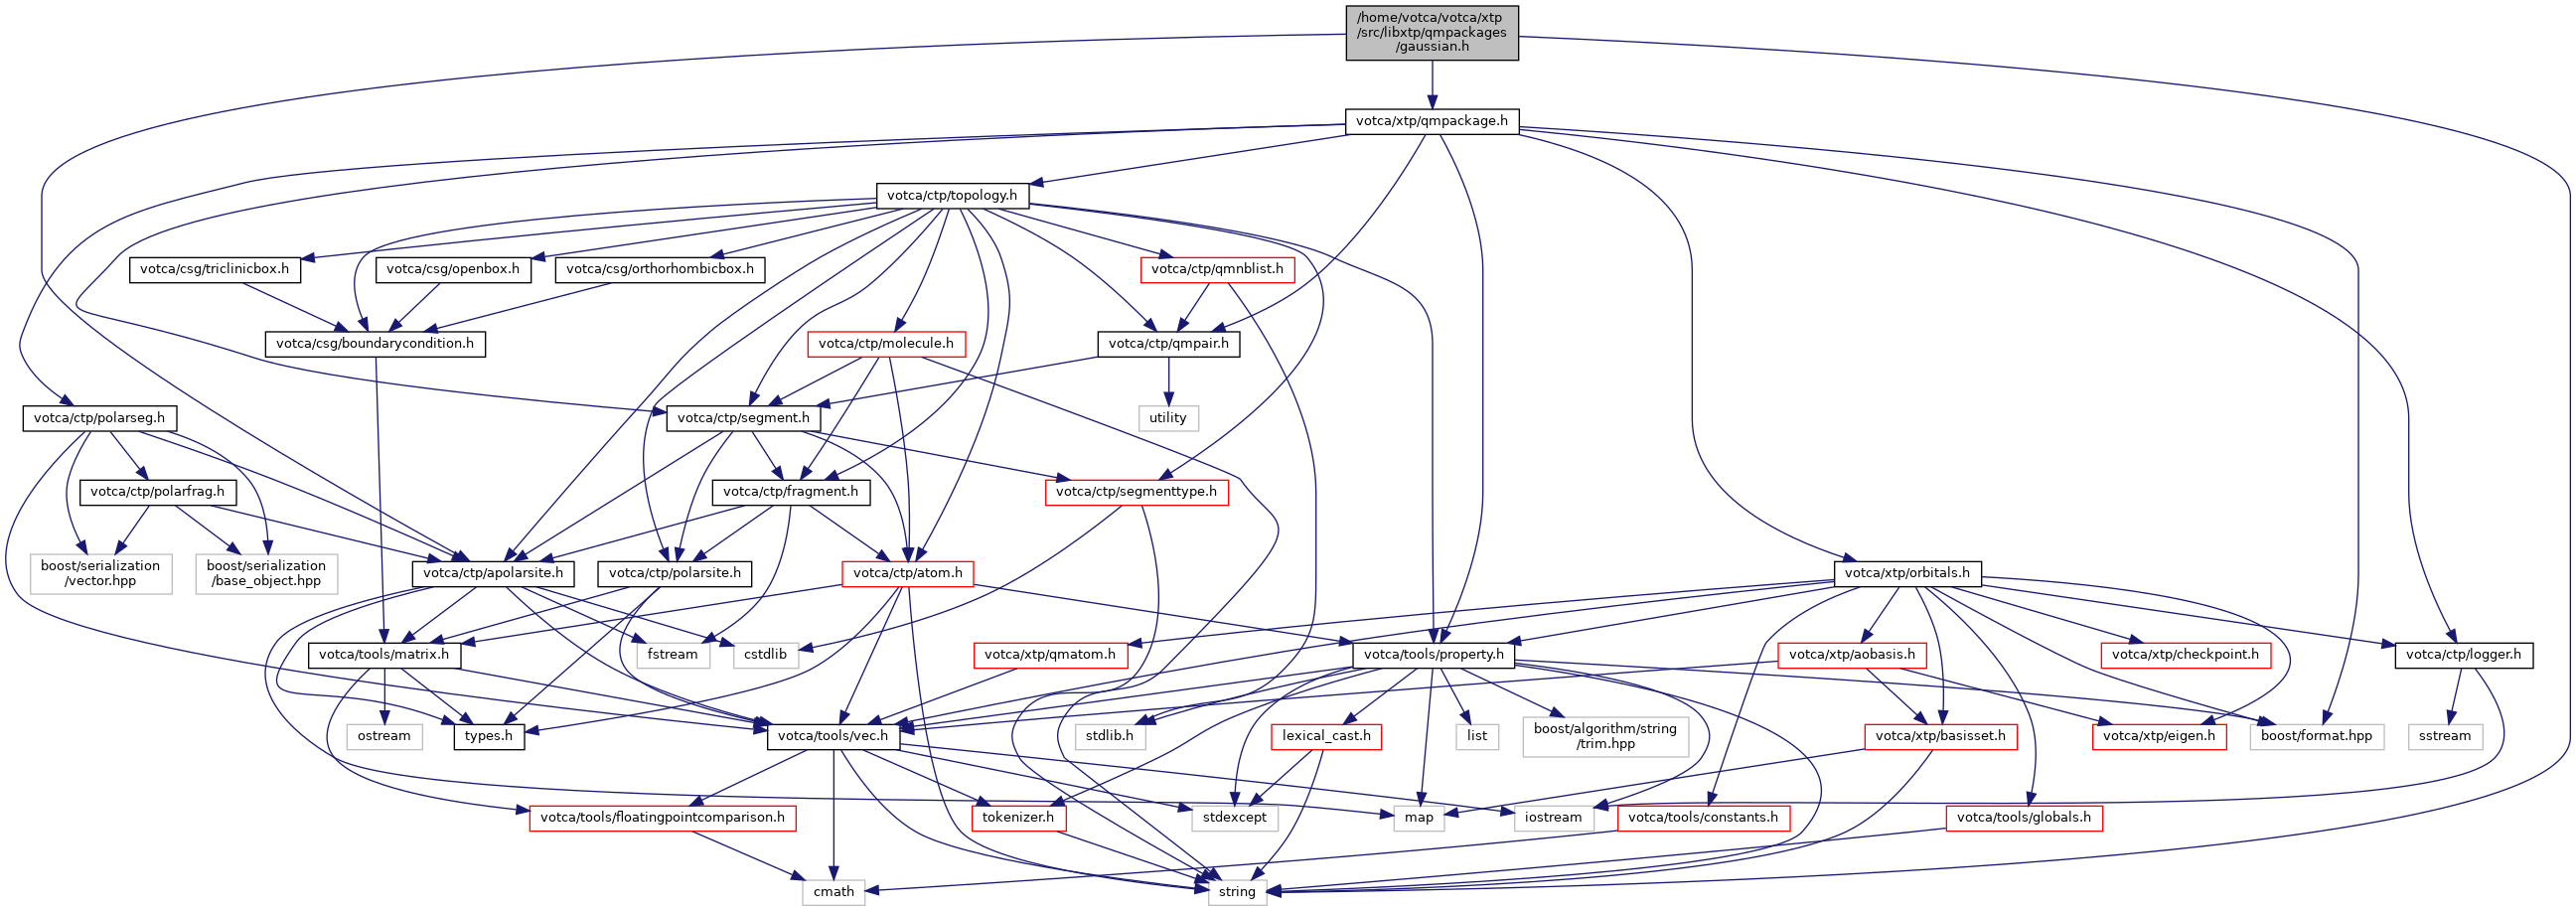 /home/votca/votca/xtp
/src/libxtp/qmpackages
/gaussian.h
votca/xtp/qmpackage.h
votca/ctp/topology.h
votca/csg/triclinicbox.h
votca/csg/openbox.h
votca/csg/orthorhombicbox.h
votca/ctp/qmnblist.h
votca/csg/boundarycondition.h
votca/ctp/molecule.h
votca/ctp/qmpair.h
votca/ctp/polarseg.h
votca/ctp/segment.h
utility
votca/ctp/polarfrag.h
votca/ctp/fragment.h
votca/ctp/segmenttype.h
boost/serialization
/vector.hpp
boost/serialization
/base_object.hpp
votca/ctp/apolarsite.h
votca/ctp/polarsite.h
votca/ctp/atom.h
votca/xtp/orbitals.h
votca/tools/matrix.h
fstream
cstdlib
votca/xtp/qmatom.h
votca/tools/property.h
votca/xtp/aobasis.h
votca/xtp/checkpoint.h
votca/ctp/logger.h
ostream
types.h
votca/tools/vec.h
stdlib.h
lexical_cast.h
list
boost/algorithm/string
/trim.hpp
votca/xtp/basisset.h
votca/xtp/eigen.h
boost/format.hpp
sstream
votca/tools/floatingpointcomparison.h
tokenizer.h
stdexcept
map
iostream
votca/tools/constants.h
votca/tools/globals.h
cmath
string